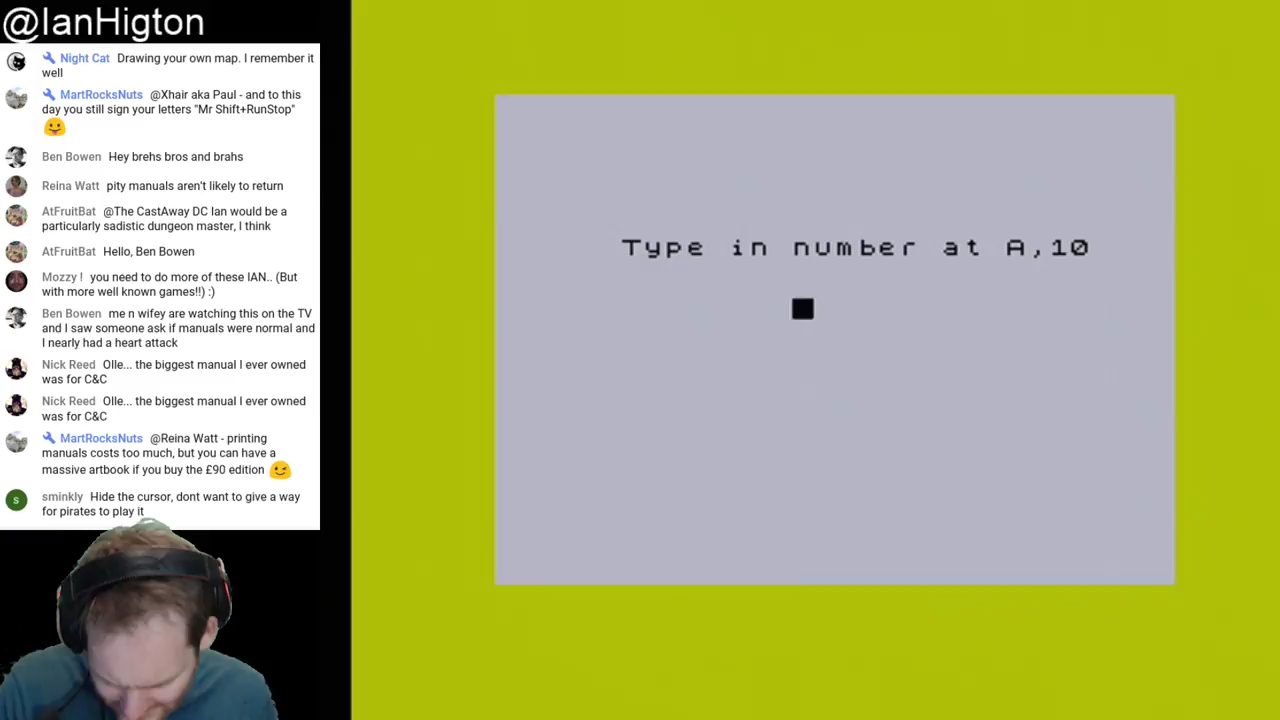 @IanHigton
Night Cat Drawing your own map. I remember it
well
MartRocksNuts @Xhair aka Paul - and to this
day you still sign your letters "Mr Shift+RunStop"
Ben Bowen Hey brehs bros and brahs
Reina Watt pity manuals aren't likely to return
AtFruitBat @The CastAway DC Ian would be a
particularly sadistic dungeon master, I think
AtFruitBat Hello, Ben Bowen
Mozzy ! you need to do more of these IAN.. (But
with more well known games!!) :)
Ben Bowen me n wifey are watching this on the TV
and I saw someone ask if manuals were normal and
I nearly had a heart attack
Nick Reed Olle... the biggest manual I ever owned
was for C&C
Nick Reed Olle... the biggest manual I ever owned
was for C&C
MartRocksNuts @Reina Watt - printing
manuals costs too much, but you can have a
massive artbook if you buy the £90 edition
s sminkly Hide the cursor, dont want to give a way
for pirates to play it
Type in number at A,10